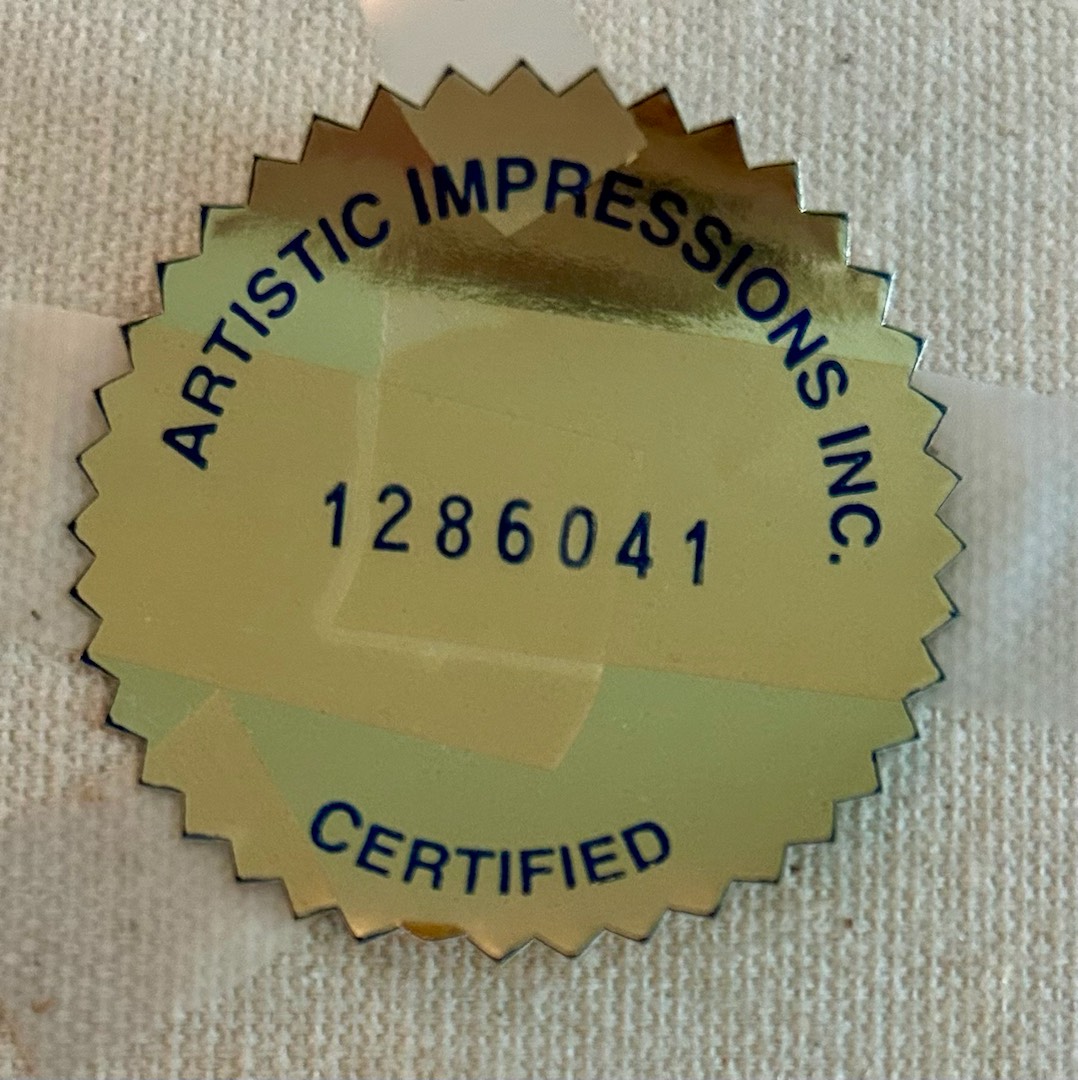 ARTISTIC IMPRESSIONS INC.
1286041
CERTIFIED